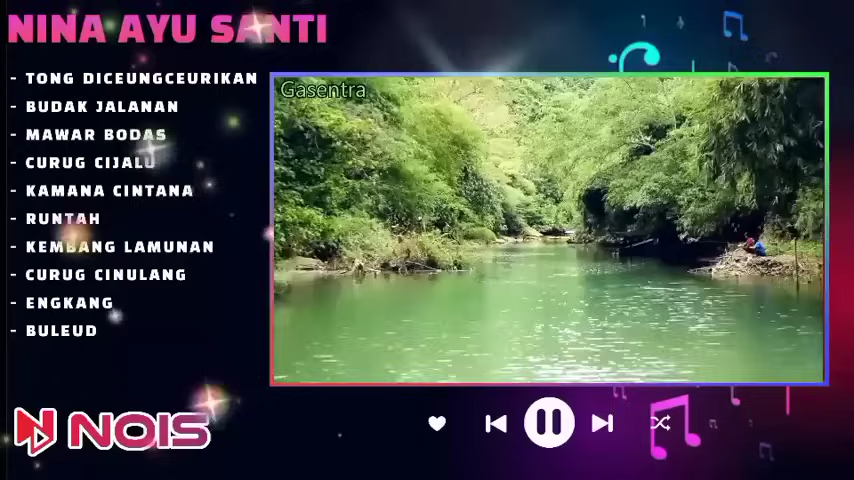 NINA AYU SANTI
- TONG DICEUNGCEURIKAN
- BUDAK JALANAN
- MAWAR BODAS
- CURUG CIJALU
- KAMANA CINTANA
- RUNTAH
- KEMBANG LAMUNAN
- CURUG CINULANG
- ENGKANG
- BULEUD
Gasentra
NOIS